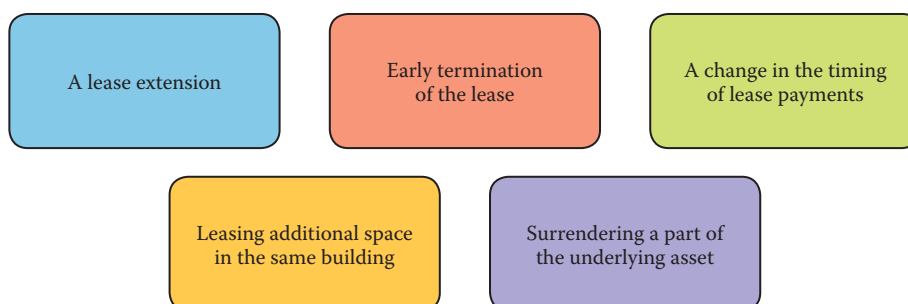 A lease extension
Early termination
of the lease
A change in the timing
of lease payments
Leasing additional space
in the same building
Surrendering a part of
the underlying asset